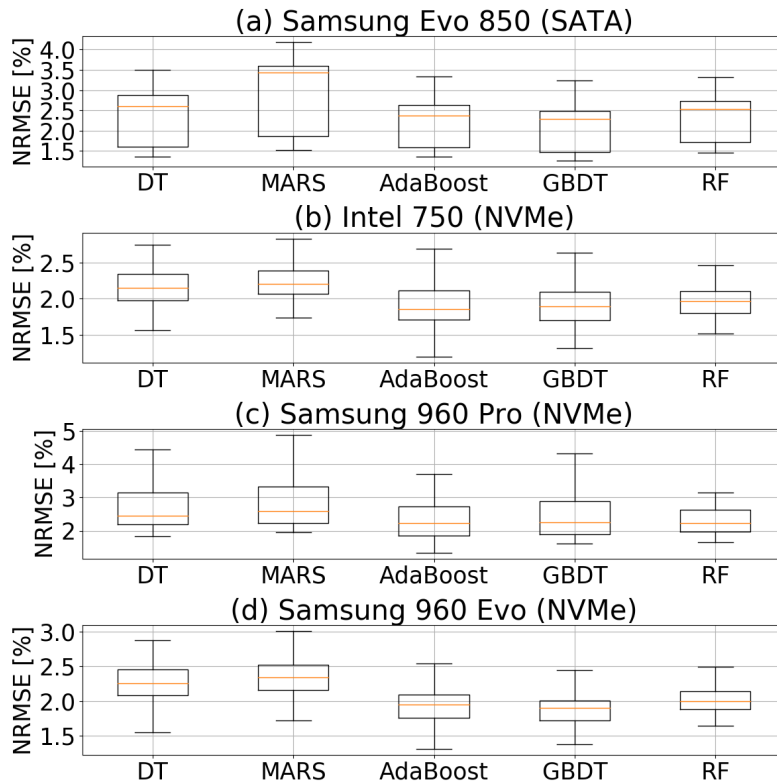 (a) Samsung Evo 850 (SATA)
NRMSE [%]
4.0
3.5
3.0
2.5
2.0
1.5
DT MARS AdaBoost GBDT RF
(b) Intel 750 (NVMe)
NRMSE [%]
2.5
2.0
1.5
DT MARS AdaBoost GBDT RF
(c) Samsung 960 Pro (NVMe)
NRMSE [%]
5
4
3
2
DT MARS AdaBoost GBDT RF
(d) Samsung 960 Evo (NVMe)
NRMSE [%]
3.0
2.5
2.0
1.5
DT MARS AdaBoost GBDT RF